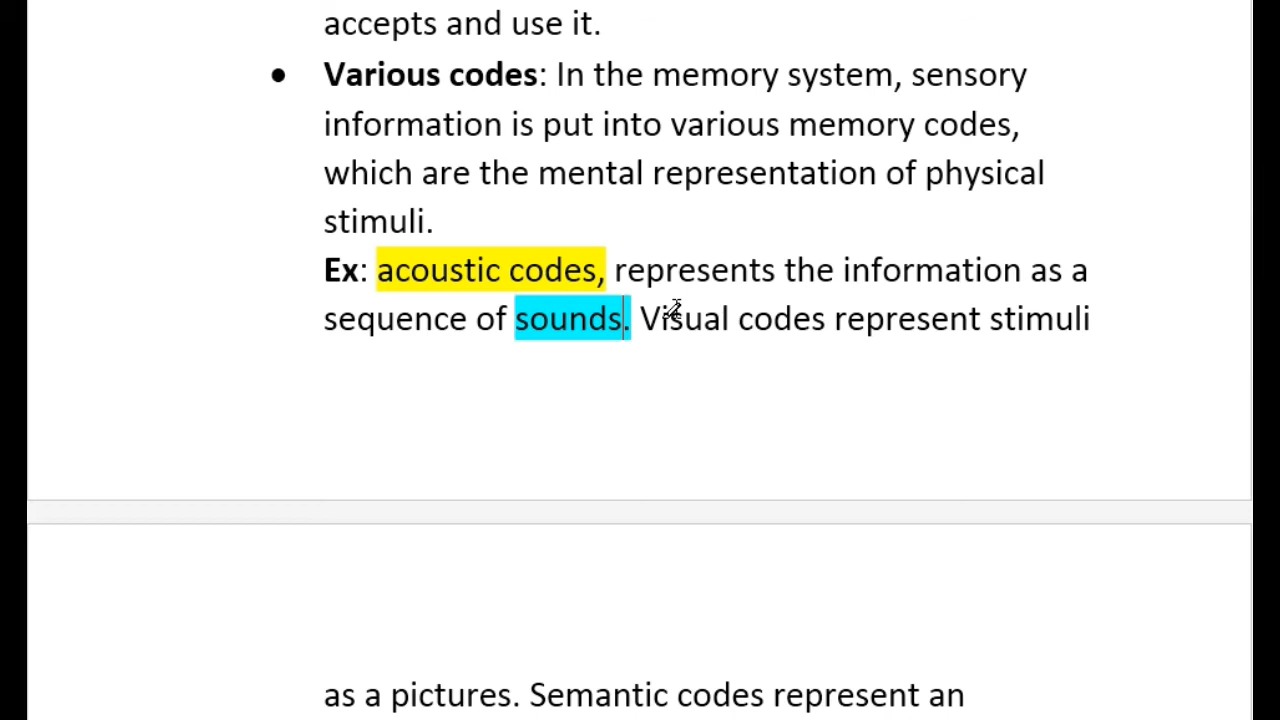 accepts and use it.
• Various codes: In the memory system, sensory
information is put into various memory codes,
which are the mental representation of physical
stimuli.
Ex: acoustic codes, represents the information as a
sequence of sounds. Visual codes represent stimuli
as a pictures. Semantic codes represent an